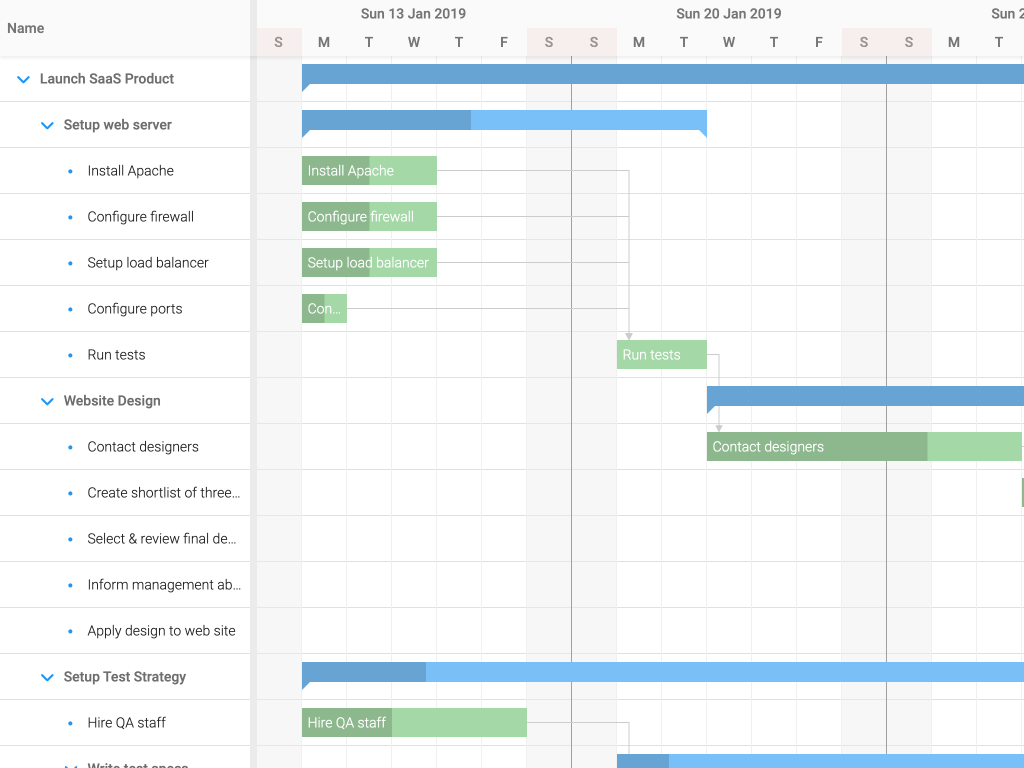 Name
Sun 13 Jan 2019 Sun 20 Jan 2019 Sun 2
S M T W T F S S M T W T F S S M T
Launch SaaS Product
Setup web server
Install Apache Install Apache
Configure firewall Configure firewall
Setup load balancer Setup load balancer
Configure ports Con...
Run tests Run tests
Website Design
Contact designers Contact designers
Create shortlist of three...
Select & review final de...
Inform management ab...
Apply design to web site
Setup Test Strategy
Hire QA staff Hire QA staff
Write test specs